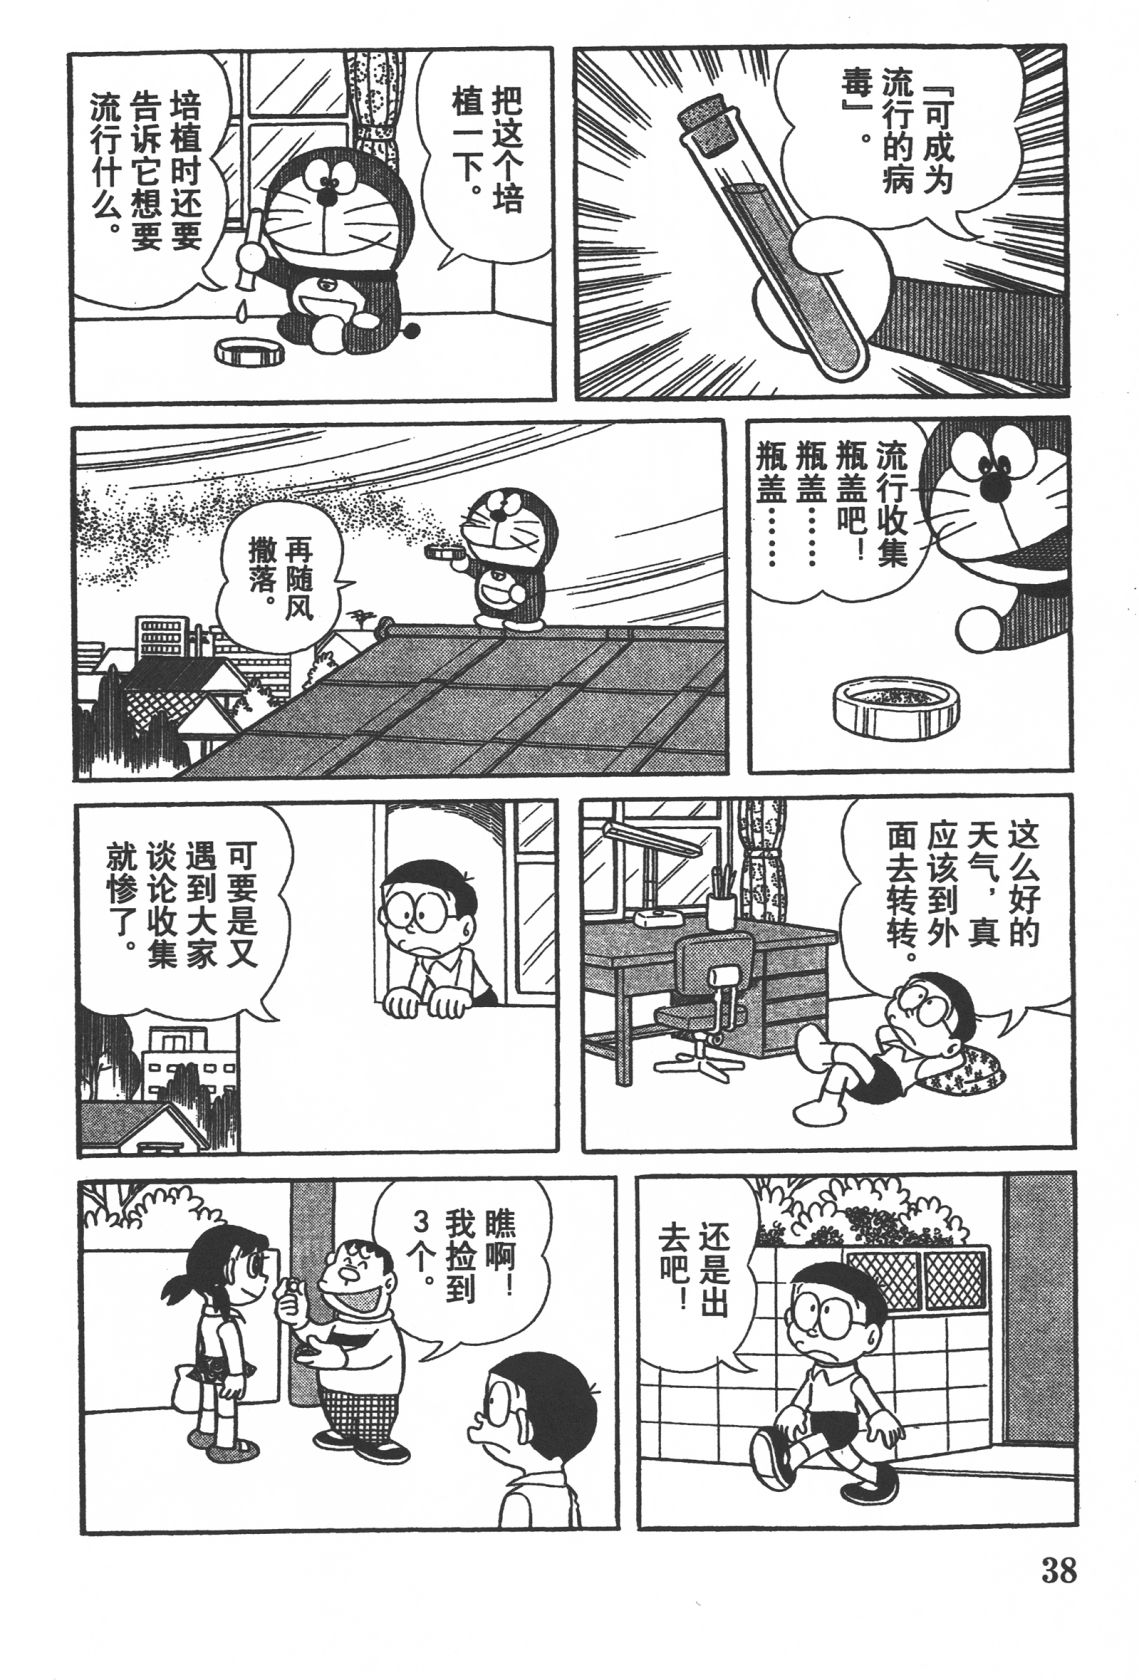 『可成为
流行的病
毒』。
把这个培
植一下。
培植时还要
告诉它想要
流行什么。
流行收集
瓶盖吧！
瓶盖……
瓶盖……
再随风
撒落。
这么好的
天气，真
应该到外
面去转转。
可要是又
遇到大家
谈论收集
就惨了。
还是出
去吧！
瞧啊！
我捡到
3个。
38